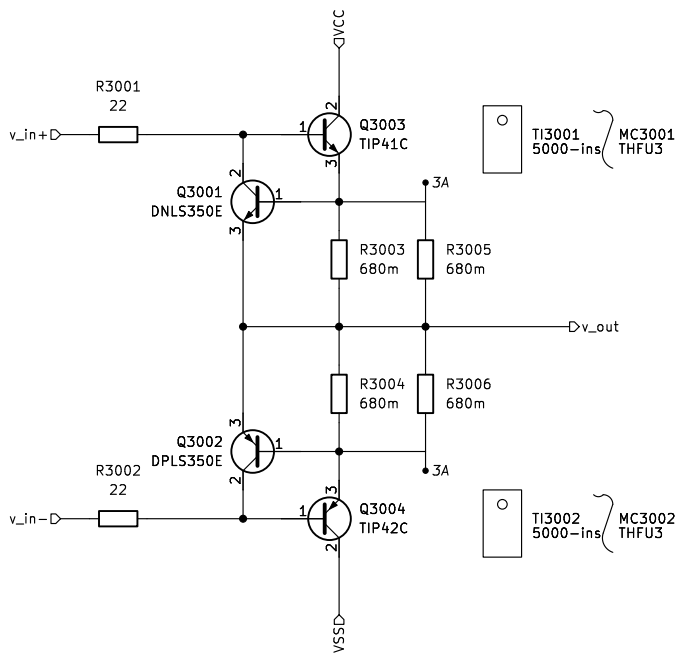 VCC
R3001
22
v_in+
2
1
Q3003
TIP41C
3
TI3001
5000-ins
MC3001
THFU3
2
Q3001
DNLS350E
1
3
3A
R3003
680m
R3005
680m
v_out
R3004
680m
R3006
680m
3
Q3002
DPLS350E
1
2
3A
R3002
22
v_in-
3
1
Q3004
TIP42C
2
TI3002
5000-ins
MC3002
THFU3
VSS